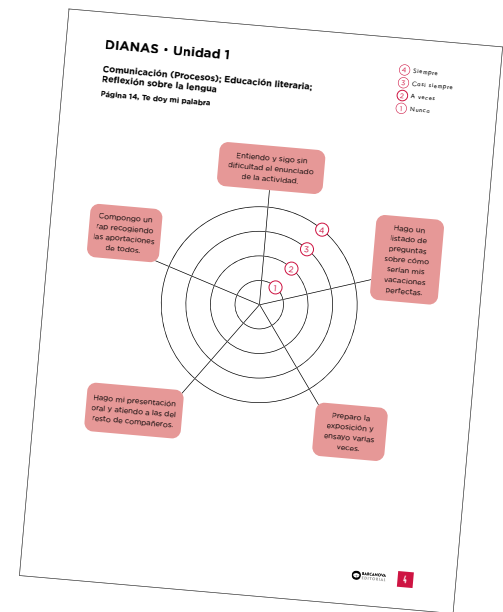 DIANAS · Unidad 1
Comunicación (Procesos); Educación literaria;
Reflexión sobre la lengua
Página 14, Te doy mi palabra
4 Siempre
3 Casi siempre
2 A veces
1 Nunca
Entiendo y sigo sin
dificultad el enunciado
de la actividad.
Compongo un
rap recogiendo
las aportaciones
de todos.
Hago un
listado de
preguntas
sobre cómo
serían mis
vacaciones
perfectas.
4
3
2
1
Hago mi presentación
oral y atiendo a las del
resto de compañeros.
Preparo la
exposición y
ensayo varias
veces.
BARCANOVA
EDITORIAL
4